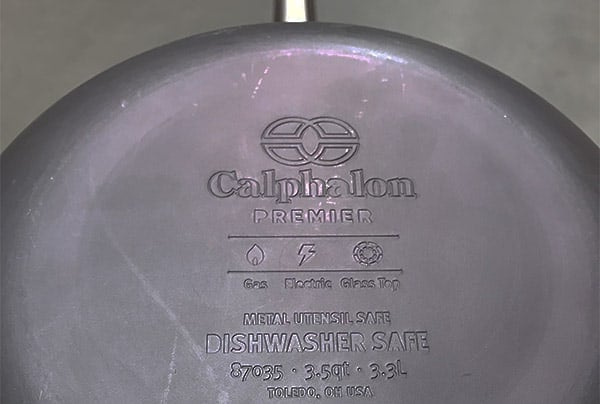 Calphalon
PREMIER
Gas Electric Glass Top
METAL UTENSIL SAFE
DISHWASHER SAFE
87035 · 3.5qt · 3.3L
TOLEDO, OH USA